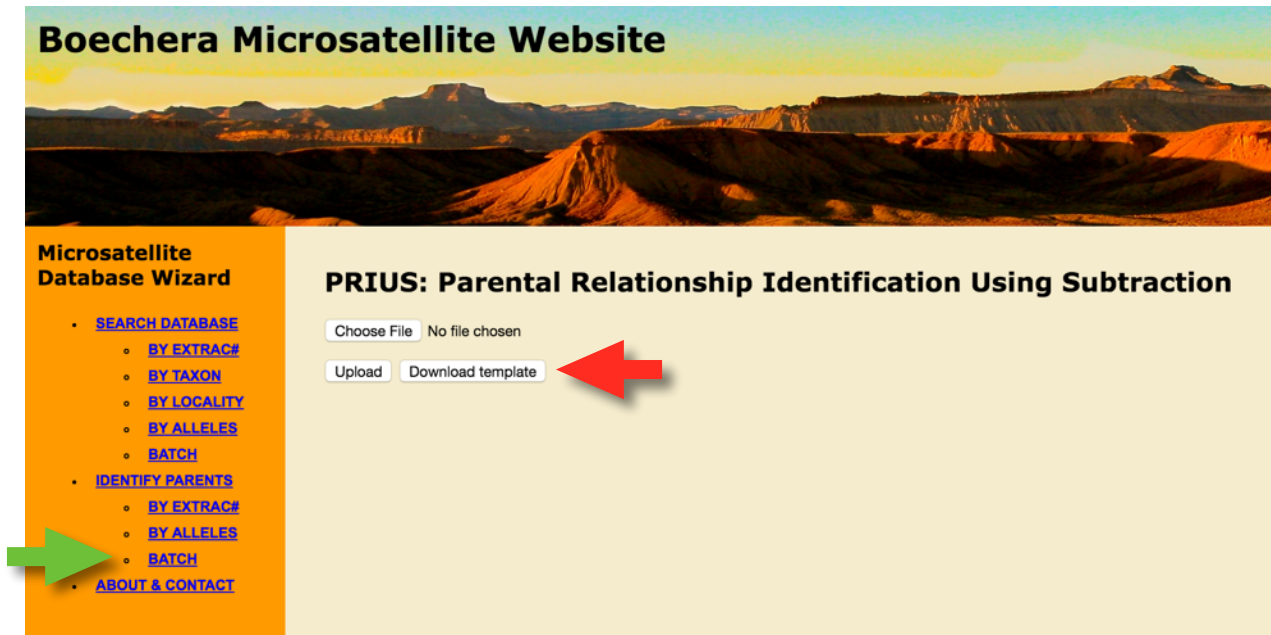 Boechera Microsatellite Website
Microsatellite
Database Wizard
SEARCH DATABASE
BY EXTRAC#
BY TAXON
BY LOCALITY
BY ALLELES
BATCH
IDENTIFY PARENTS
BY EXTRAC#
BY ALLELES
BATCH
ABOUT & CONTACT
PRIUS: Parental Relationship Identification Using Subtraction
Choose File No file chosen
Upload Download template